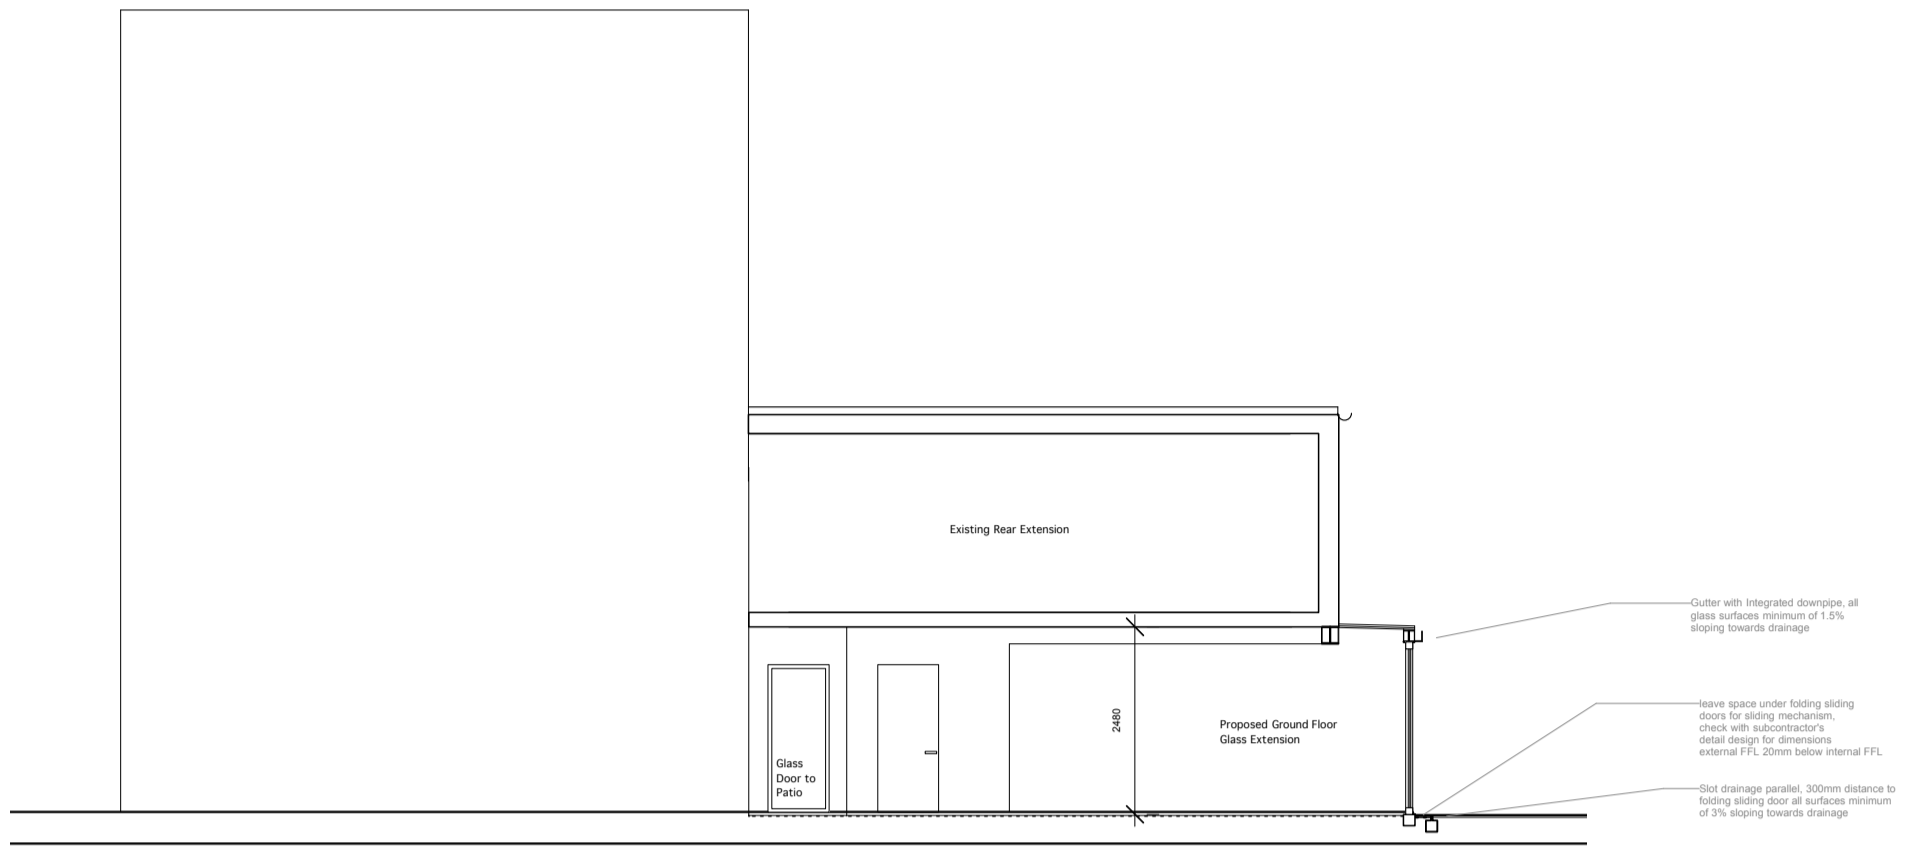 Existing Rear Extension
Gutter with Integrated downpipe, all
glass surfaces minimum of 1.5%
sloping towards drainage
2480
Proposed Ground Floor
Glass Extension
leave space under folding sliding
doors for sliding mechanism,
check with subcontractor's
detail design for dimensions
external FFL 20mm below internal FFL
Glass
Door to
Patio
Slot drainage parallel, 300mm distance to
folding sliding door all surfaces minimum
of 3% sloping towards drainage